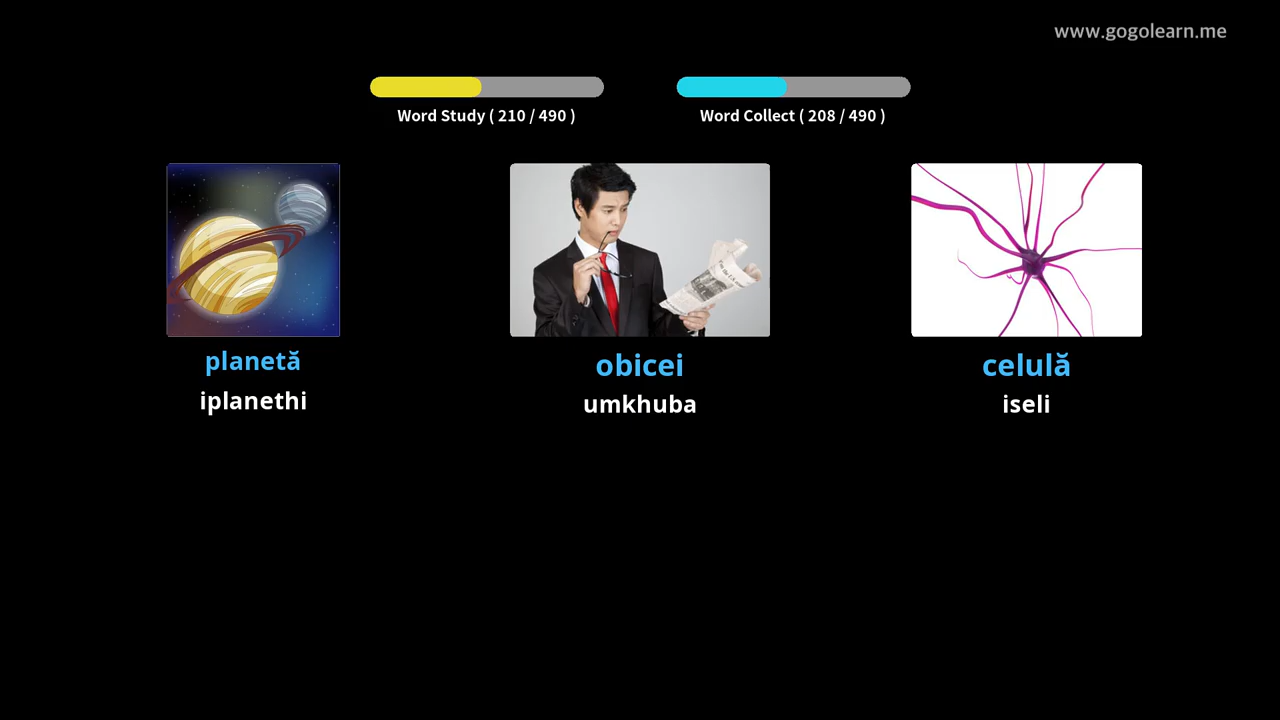 www.gogolearn.me
Word Study ( 210 / 490 )
Word Collect ( 208 / 490 )
planetă
obicei
celulă
iplanethi
umkhuba
iseli